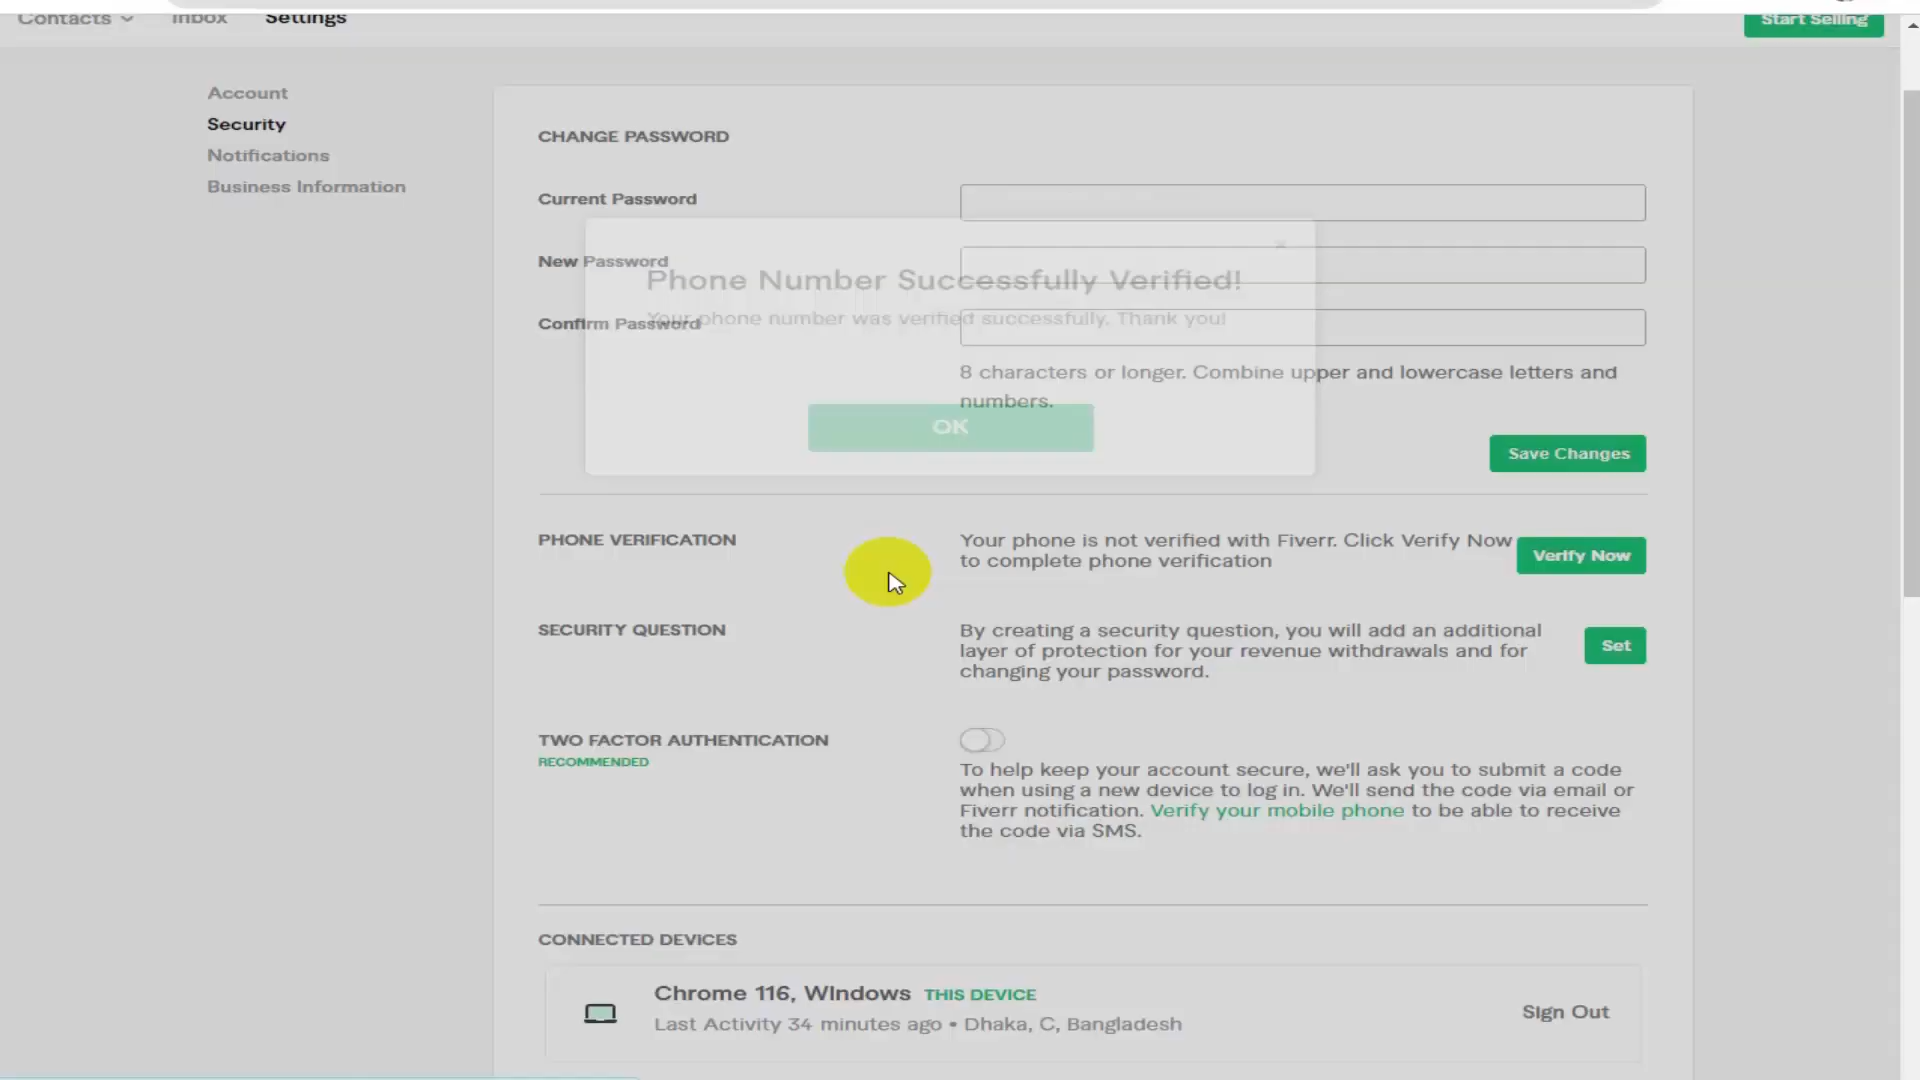 Contacts
Inbox
Settings
Start Selling
Account
Security
Notifications
Business Information
CHANGE PASSWORD
Current Password
New Password
Confirm Password
8 characters or longer. Combine upper and lowercase letters and
numbers.
Save Changes
Phone Number Successfully Verified!
Your phone number was verified successfully. Thank you!
OK
PHONE VERIFICATION
Your phone is not verified with Fiverr. Click Verify Now
to complete phone verification
Verify Now
SECURITY QUESTION
By creating a security question, you will add an additional
layer of protection for your revenue withdrawals and for
changing your password.
Set
TWO FACTOR AUTHENTICATION
RECOMMENDED
To help keep your account secure, we'll ask you to submit a code
when using a new device to log in. We'll send the code via email or
Fiverr notification. Verify your mobile phone to be able to receive
the code via SMS.
CONNECTED DEVICES
Chrome 116, Windows THIS DEVICE
Last Activity 34 minutes ago • Dhaka, C, Bangladesh
Sign Out